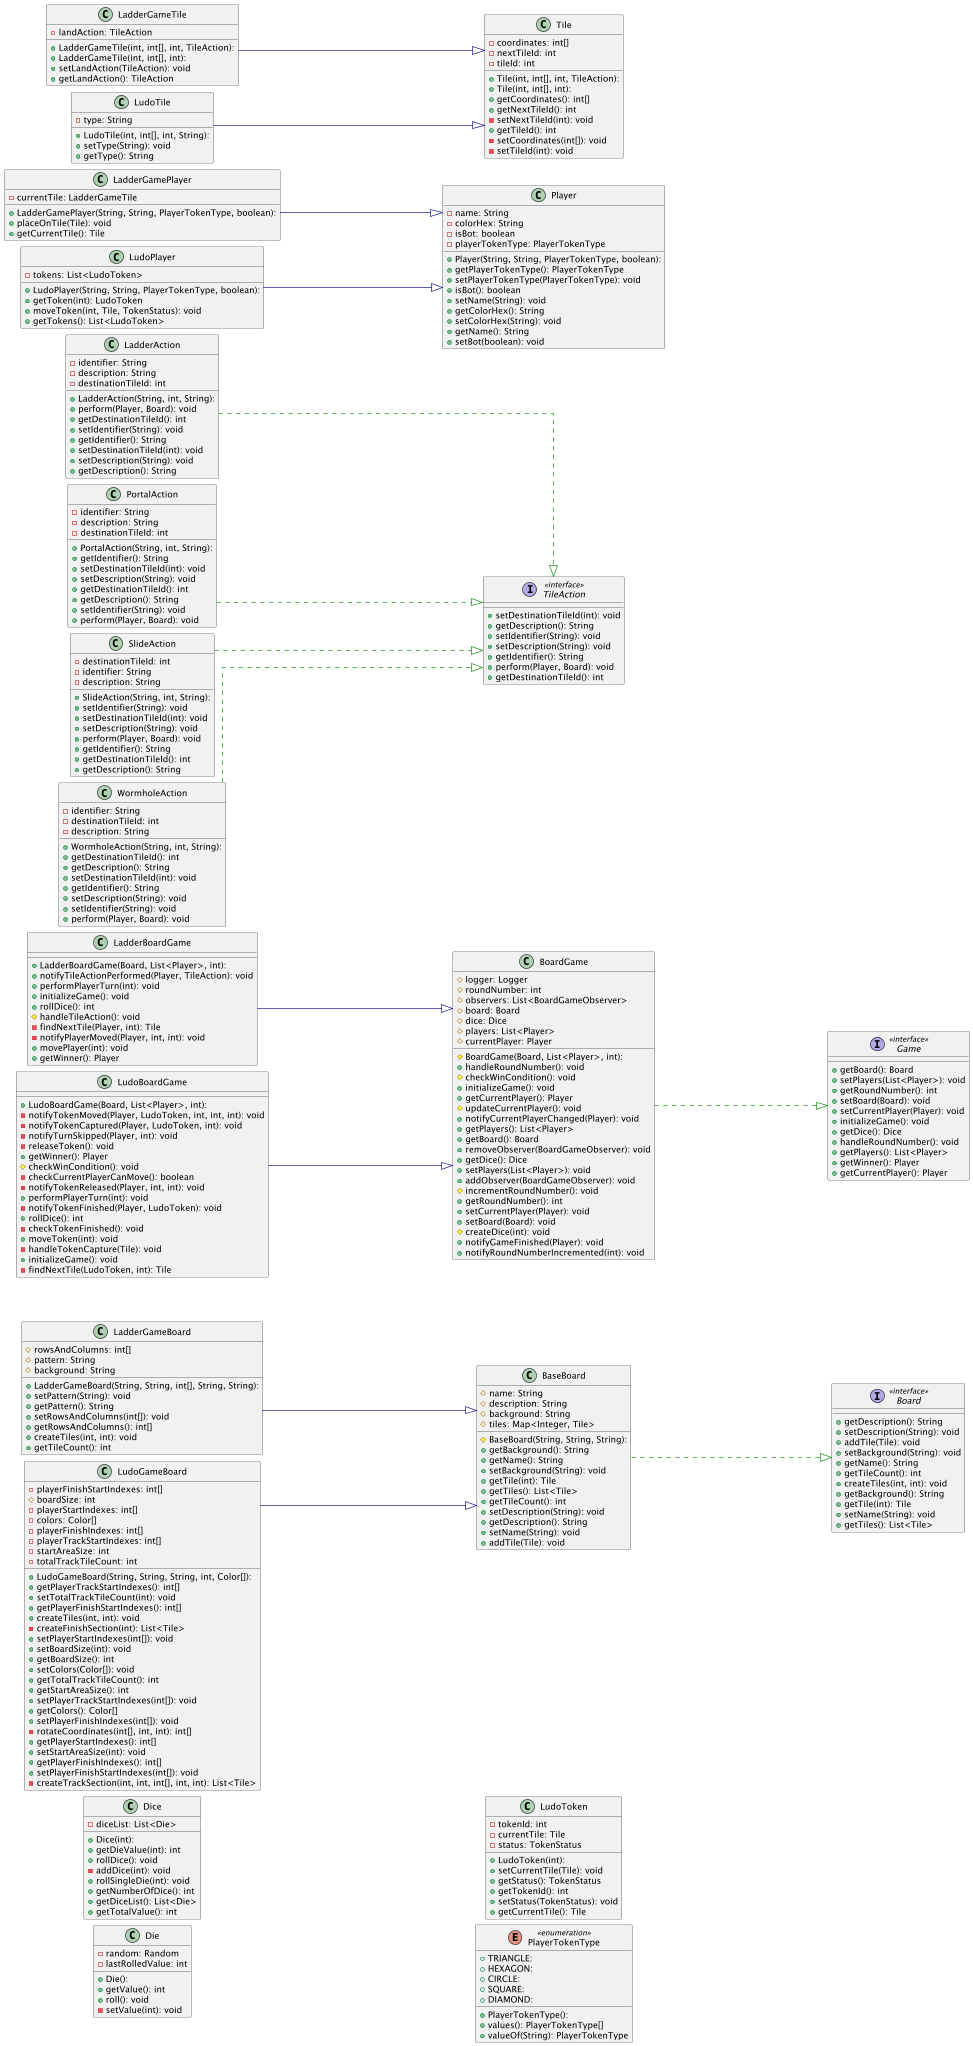 LadderGameTile
landAction: TileAction
LadderGameTile(int, int[], int, TileAction):
LadderGameTile(int, int[], int):
setLandAction(TileAction): void
getLandAction(): TileAction
Tile
coordinates: int[]
nextTileId: int
tileId: int
Tile(int, int[], int, TileAction):
Tile(int, int[], int):
getCoordinates(): int[]
getNextTileId(): int
setNextTileId(int): void
getTileId(): int
setCoordinates(int[]): void
setTileId(int): void
LudoTile
type: String
LudoTile(int, int[], int, String):
setType(String): void
getType(): String
LadderGamePlayer
currentTile: LadderGameTile
LadderGamePlayer(String, String, PlayerTokenType, boolean):
placeOnTile(Tile): void
getCurrentTile(): Tile
Player
name: String
colorHex: String
isBot: boolean
playerTokenType: PlayerTokenType
Player(String, String, PlayerTokenType, boolean):
getPlayerTokenType(): PlayerTokenType
setPlayerTokenType(PlayerTokenType): void
isBot(): boolean
setName(String): void
getColorHex(): String
setColorHex(String): void
getName(): String
setBot(boolean): void
LudoPlayer
tokens: List<LudoToken>
LudoPlayer(String, String, PlayerTokenType, boolean):
getToken(int): LudoToken
moveToken(int, Tile, TokenStatus): void
getTokens(): List<LudoToken>
LadderAction
identifier: String
description: String
destinationTileId: int
LadderAction(String, int, String):
perform(Player, Board): void
getDestinationTileId(): int
setIdentifier(String): void
getIdentifier(): String
setDestinationTileId(int): void
setDescription(String): void
getDescription(): String
PortalAction
identifier: String
description: String
destinationTileId: int
PortalAction(String, int, String):
getIdentifier(): String
setDestinationTileId(int): void
setDescription(String): void
getDestinationTileId(): int
getDescription(): String
setIdentifier(String): void
perform(Player, Board): void
«interface»
TileAction
setDestinationTileId(int): void
getDescription(): String
setIdentifier(String): void
setDescription(String): void
getIdentifier(): String
perform(Player, Board): void
getDestinationTileId(): int
SlideAction
destinationTileId: int
identifier: String
description: String
SlideAction(String, int, String):
setIdentifier(String): void
setDestinationTileId(int): void
setDescription(String): void
perform(Player, Board): void
getIdentifier(): String
getDestinationTileId(): int
getDescription(): String
WormholeAction
identifier: String
destinationTileId: int
description: String
WormholeAction(String, int, String):
getDestinationTileId(): int
getDescription(): String
setDestinationTileId(int): void
getIdentifier(): String
setDescription(String): void
setIdentifier(String): void
perform(Player, Board): void
LadderBoardGame
LadderBoardGame(Board, List<Player>, int):
notifyTileActionPerformed(Player, TileAction): void
performPlayerTurn(int): void
initializeGame(): void
rollDice(): int
handleTileAction(): void
findNextTile(Player, int): Tile
notifyPlayerMoved(Player, int, int): void
movePlayer(int): void
getWinner(): Player
BoardGame
logger: Logger
roundNumber: int
observers: List<BoardGameObserver>
board: Board
dice: Dice
players: List<Player>
currentPlayer: Player
BoardGame(Board, List<Player>, int):
handleRoundNumber(): void
checkWinCondition(): void
initializeGame(): void
getCurrentPlayer(): Player
updateCurrentPlayer(): void
notifyCurrentPlayerChanged(Player): void
getPlayers(): List<Player>
getBoard(): Board
removeObserver(BoardGameObserver): void
getDice(): Dice
setPlayers(List<Player>): void
addObserver(BoardGameObserver): void
incrementRoundNumber(): void
getRoundNumber(): int
setCurrentPlayer(Player): void
setBoard(Board): void
createDice(int): void
notifyGameFinished(Player): void
notifyRoundNumberIncremented(int): void
«interface»
Game
getBoard(): Board
setPlayers(List<Player>): void
getRoundNumber(): int
setBoard(Board): void
setCurrentPlayer(Player): void
initializeGame(): void
getDice(): Dice
handleRoundNumber(): void
getPlayers(): List<Player>
getWinner(): Player
getCurrentPlayer(): Player
LudoBoardGame
LudoBoardGame(Board, List<Player>, int):
notifyTokenMoved(Player, LudoToken, int, int, int): void
notifyTokenCaptured(Player, LudoToken, int): void
notifyTurnSkipped(Player, int): void
releaseToken(): void
getWinner(): Player
checkWinCondition(): void
checkCurrentPlayerCanMove(): boolean
notifyTokenReleased(Player, int, int): void
performPlayerTurn(int): void
notifyTokenFinished(Player, LudoToken): void
rollDice(): int
checkTokenFinished(): void
moveToken(int): void
handleTokenCapture(Tile): void
initializeGame(): void
findNextTile(LudoToken, int): Tile
LadderGameBoard
rowsAndColumns: int[]
pattern: String
background: String
LadderGameBoard(String, String, int[], String, String):
setPattern(String): void
getPattern(): String
setRowsAndColumns(int[]): void
getRowsAndColumns(): int[]
createTiles(int, int): void
getTileCount(): int
BaseBoard
name: String
description: String
background: String
tiles: Map<Integer, Tile>
BaseBoard(String, String, String):
getBackground(): String
getName(): String
setBackground(String): void
getTile(int): Tile
getTiles(): List<Tile>
getTileCount(): int
setDescription(String): void
getDescription(): String
setName(String): void
addTile(Tile): void
«interface»
Board
getDescription(): String
setDescription(String): void
addTile(Tile): void
setBackground(String): void
getName(): String
getTileCount(): int
createTiles(int, int): void
getBackground(): String
getTile(int): Tile
setName(String): void
getTiles(): List<Tile>
LudoGameBoard
playerFinishStartIndexes: int[]
boardSize: int
playerStartIndexes: int[]
colors: Color[]
playerFinishIndexes: int[]
playerTrackStartIndexes: int[]
startAreaSize: int
totalTrackTileCount: int
LudoGameBoard(String, String, String, int, Color[]):
getPlayerTrackStartIndexes(): int[]
setTotalTrackTileCount(int): void
getPlayerFinishStartIndexes(): int[]
createTiles(int, int): void
createFinishSection(int): List<Tile>
setPlayerStartIndexes(int[]): void
setBoardSize(int): void
getBoardSize(): int
setColors(Color[]): void
getTotalTrackTileCount(): int
getStartAreaSize(): int
setPlayerTrackStartIndexes(int[]): void
getColors(): Color[]
setPlayerFinishIndexes(int[]): void
rotateCoordinates(int[], int, int): int[]
getPlayerStartIndexes(): int[]
setStartAreaSize(int): void
getPlayerFinishIndexes(): int[]
setPlayerFinishStartIndexes(int[]): void
createTrackSection(int, int, int[], int, int): List<Tile>
Dice
diceList: List<Die>
Dice(int):
getDieValue(int): int
rollDice(): void
addDice(int): void
rollSingleDie(int): void
getNumberOfDice(): int
getDiceList(): List<Die>
getTotalValue(): int
LudoToken
tokenId: int
currentTile: Tile
status: TokenStatus
LudoToken(int):
setCurrentTile(Tile): void
getStatus(): TokenStatus
getTokenId(): int
setStatus(TokenStatus): void
getCurrentTile(): Tile
Die
random: Random
lastRolledValue: int
Die():
getValue(): int
roll(): void
setValue(int): void
«enumeration»
PlayerTokenType
TRIANGLE:
HEXAGON:
CIRCLE:
SQUARE:
DIAMOND:
PlayerTokenType():
values(): PlayerTokenType[]
valueOf(String): PlayerTokenType